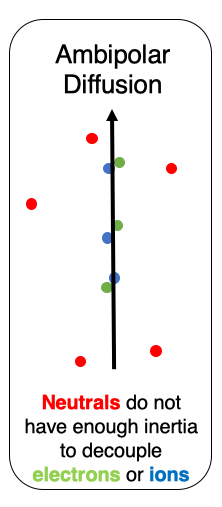 Ambipolar
Diffusion
Neutrals do not
have enough inertia
to decouple
electrons or ions